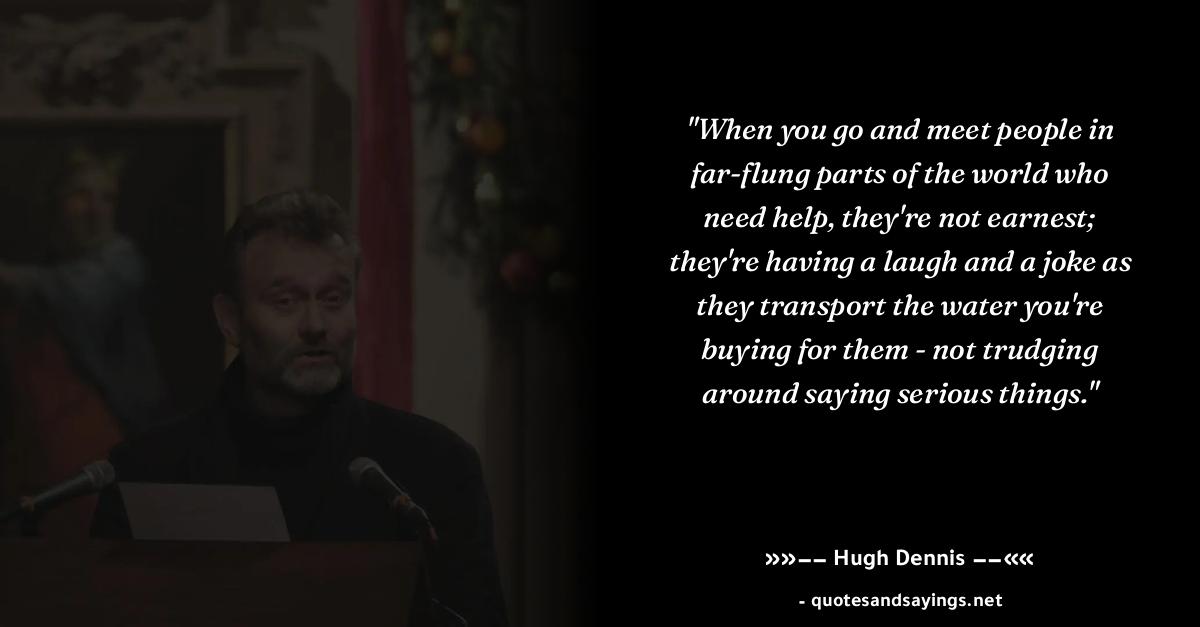 "When you go and meet people in
far-flung parts of the world who
need help, they're not earnest;
they're having a laugh and a joke as
they transport the water you're
buying for them - not trudging
around saying serious things."
»»−− Hugh Dennis −−««
- quotesandsayings.net